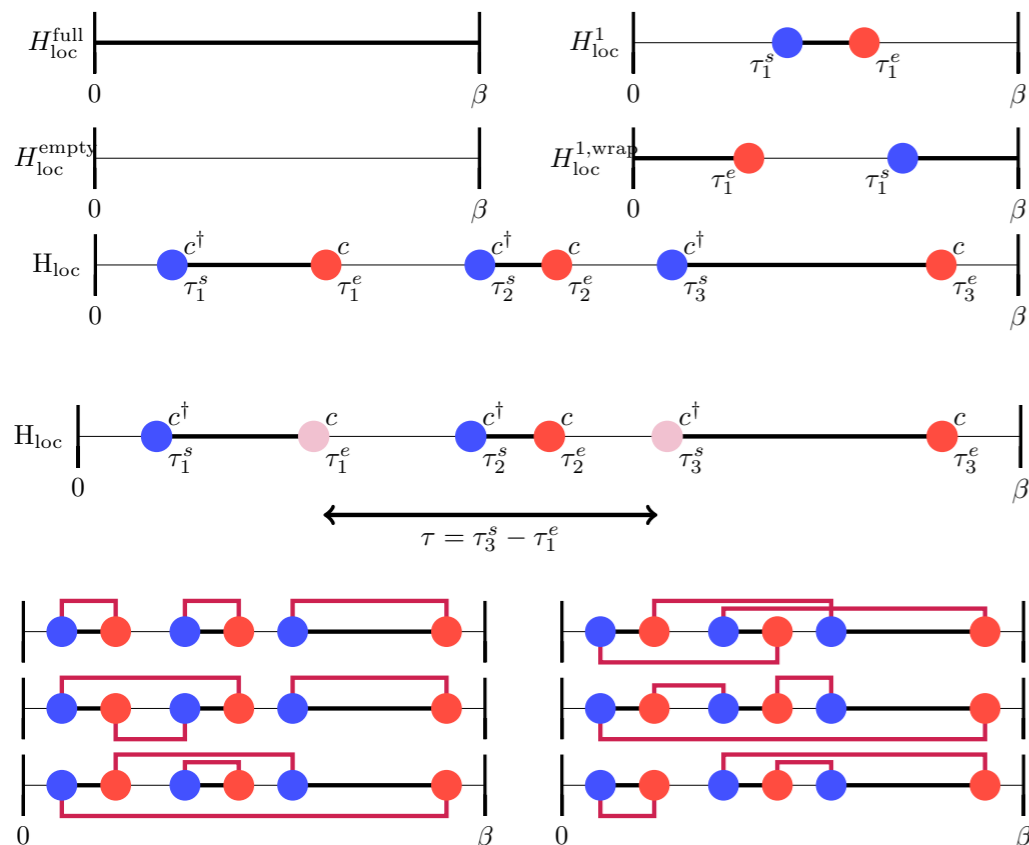 H_loc^full 0 β
H_loc^1 τ_1^s τ_1^e
H_loc^empty 0 β
H_loc^{1,wrap} τ_1^e τ_1^s 0 β
H_loc c† c c† c c† c
τ_1^s τ_1^e τ_2^s τ_2^e τ_3^s τ_3^e
0 β
H_loc c† c c† c c† c
τ_1^s τ_1^e τ_2^s τ_2^e τ_3^s τ_3^e
0 β
τ = τ_3^s − τ_1^e
0 β 0 β